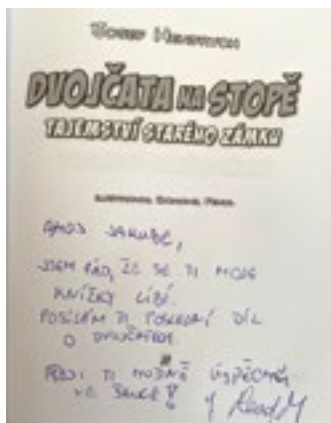 JOSEF
DVOJČATA NA STOPĚ
TAJEMSTVÍ STARÉHO ZÁMKU
AHOJ JAKUBE,
JSEM RÁD, ŽE SE TI MOJE
KNÍŽKY LÍBÍ.
POSÍLÁM TI POSLEDNÍ DÍL
O DVOJČATECH
PŘEJI TI HODNĚ ÚSPĚCHŮ
VE ŠKOLE!